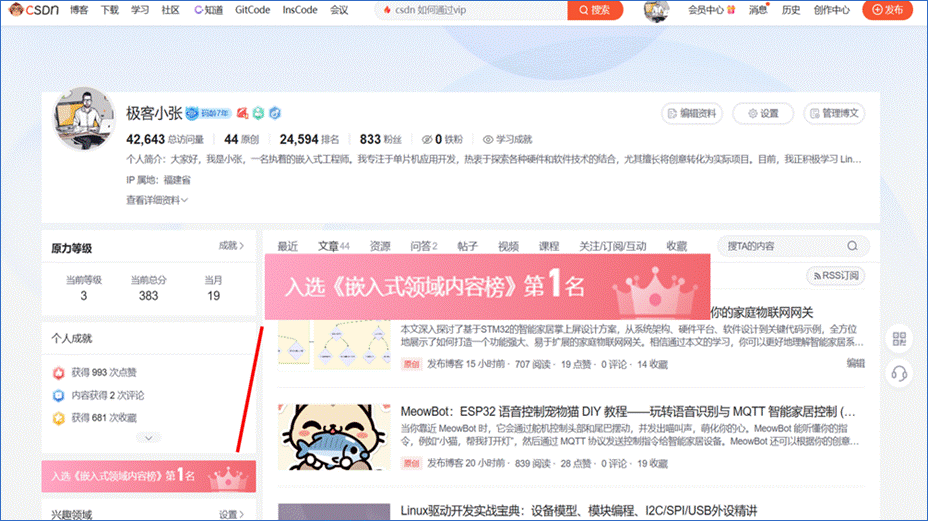 CSDN 博客 下载 学习 社区 C知道 GitCode InsCode 会议 csdn 如何通过vip 搜索 会员中心 消息 历史 创作中心 发布
极客小张 码龄7年 编辑资料 设置 管理博文
42,643 总访问量 44 原创 24,594 排名 833 粉丝 0 铁粉 学习成就
个人简介：大家好，我是小张，一名执着的嵌入式工程师。我专注于单片机应用开发，热衷于探索各种硬件和软件技术的结合，尤其擅长将创意转化为实际项目。目前，我正积极学习 Lin...
IP 属地：福建省
查看详细资料
原力等级 成就
当前等级 当前总分 当月
3 383 19
个人成就
获得 993 次点赞
内容获得 2 次评论
获得 681 次收藏
入选《嵌入式领域内容榜》第1名
兴趣领域 设置
最近 文章 44 资源 问答 2 帖子 视频 课程 关注/订阅/互动 收藏 搜TA的内容
RSS订阅
入选《嵌入式领域内容榜》第1名
你的家庭物联网网关
本文深入探讨了基于STM32的智能家居掌上屏设计方案，从系统架构、硬件平台、软件设计到关键代码示例，全方位
地展示了如何打造一个功能强大、易于扩展的家庭物联网网关。相信通过本文的学习，你可以更好地理解智能家居系...
原创 发布博客 15 小时前 · 707 阅读 · 19 点赞 · 0 评论 · 14 收藏 编辑
MeowBot：ESP32 语音控制宠物猫 DIY 教程——玩转语音识别与 MQTT 智能家居控制 (...
当你靠近 MeowBot 时，它会通过舵机控制头部和尾巴摆动，并发出喵叫声，萌化你的心。MeowBot 能听懂你的指
令，例如“小猫，帮我打开灯”，然后通过 MQTT 协议发送控制指令给智能家居设备。MeowBot 还可以根据你的创意...
原创 发布博客 20 小时前 · 839 阅读 · 28 点赞 · 0 评论 · 19 收藏
Linux驱动开发实战宝典：设备模型、模块编程、I2C/SPI/USB外设精讲